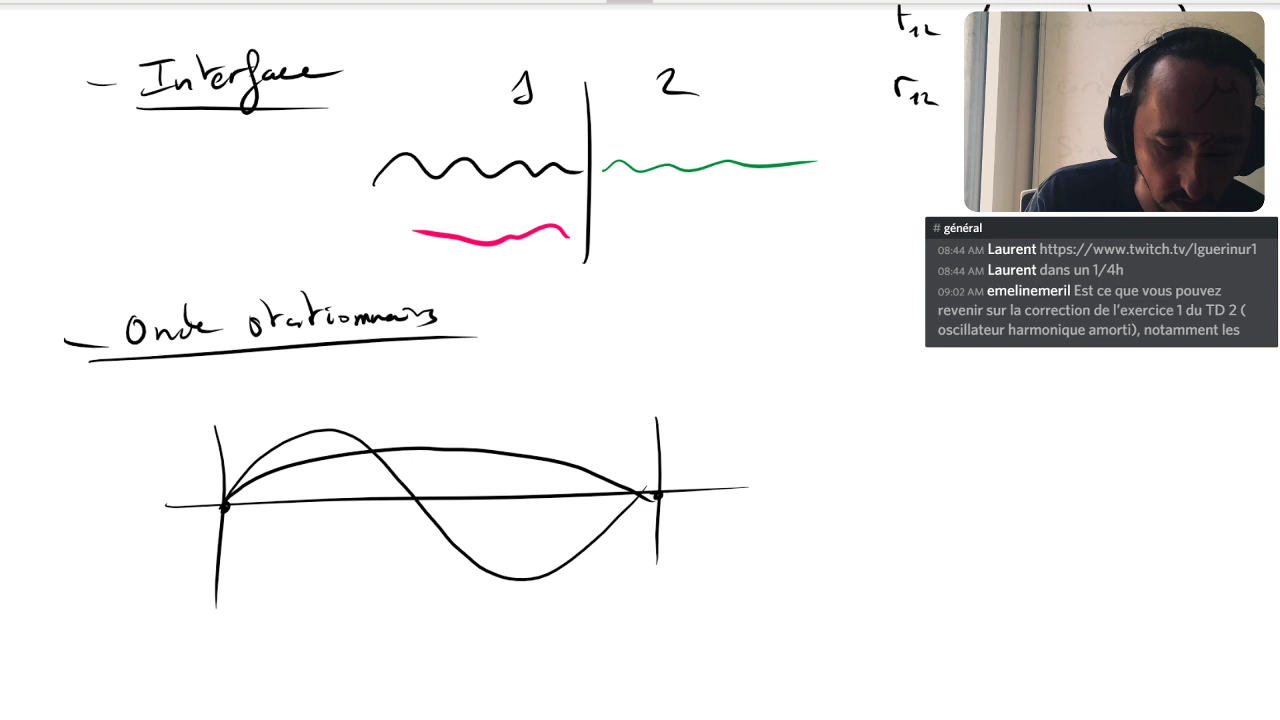 - Interface
1 2
t12
r12
# général
08:44 AM Laurent https://www.twitch.tv/lguerinur1
08:44 AM Laurent dans un 1/4h
09:02 AM emelinemeril Est ce que vous pouvez
revenir sur la correction de l'exercice 1 du TD 2 (
oscillateur harmonique amorti), notamment les
- Onde stationnaire